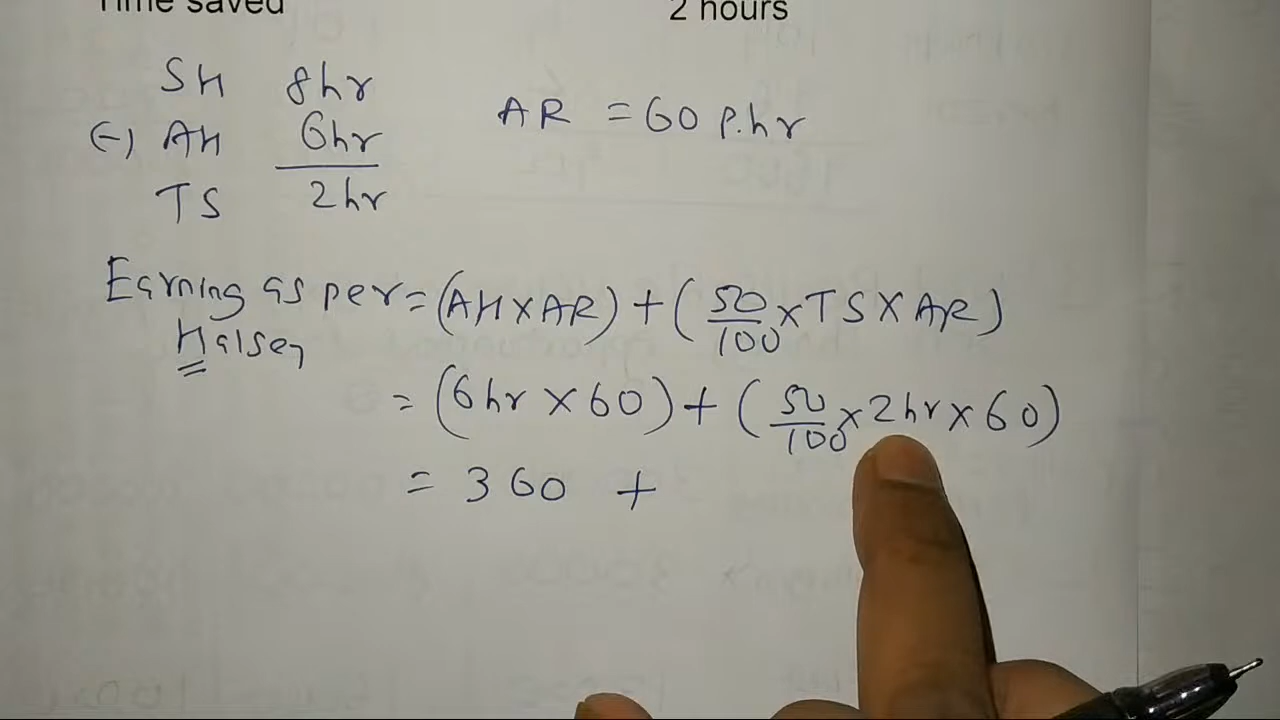 Time saved 2 hours
SH 8hr
(-) AH 6hr
AR = 60 P.hr
TS 2hr
Earning as per = (AH X AR) + (50/100 X TS X AR)
Halsey
= (6hr X 60) + (50/100 X 2hr X 60)
= 360 +